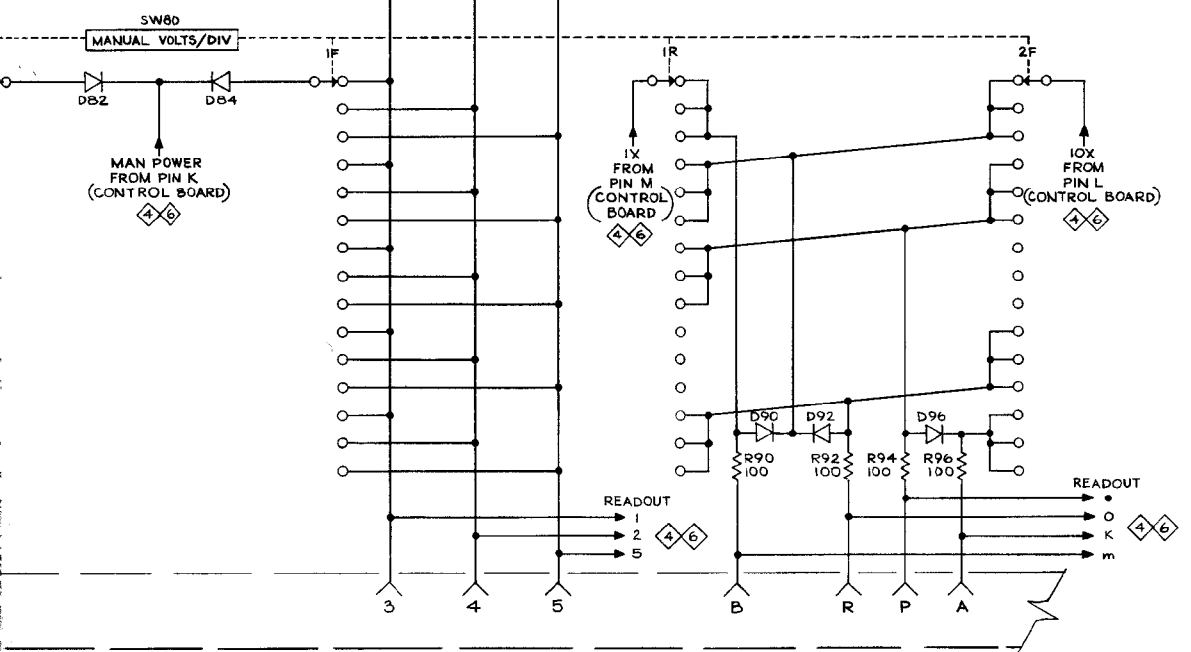 SW80
MANUAL VOLTS/DIV
1F
1R
2F
D82
D84
MAN POWER
FROM PIN K
(CONTROL BOARD)
4 6
1X
FROM
PIN M
(CONTROL
BOARD)
4 6
10X
FROM
PIN L
(CONTROL BOARD)
4 6
D90
D92
D96
R90
100
R92
100
R94
100
R96
100
READOUT
1
2
5
4 6
READOUT
•
O
K
m
4 6
3
4
5
B
R
P
A